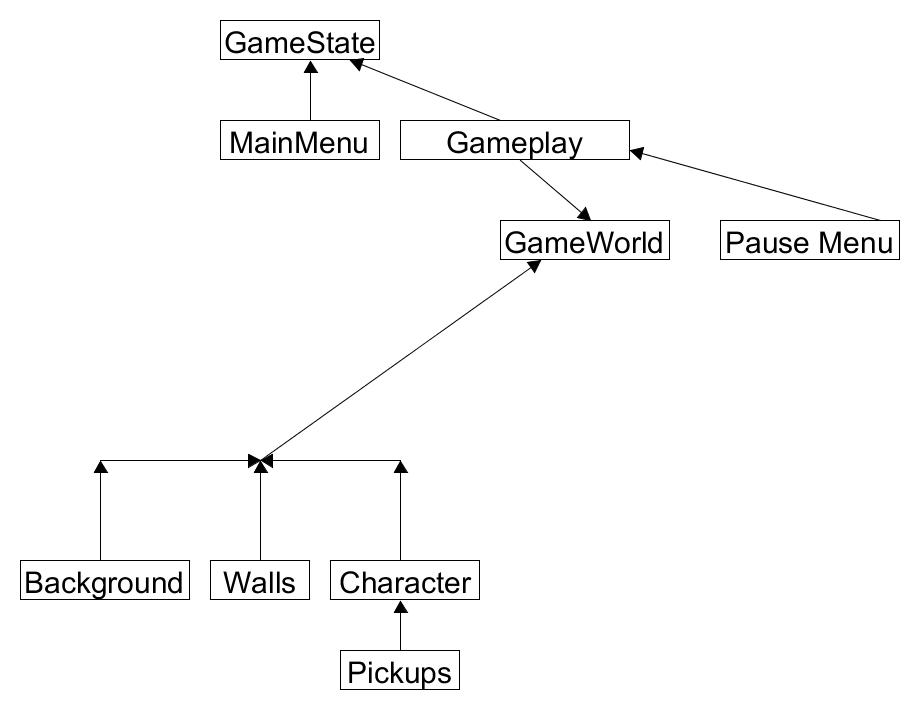 GameState
MainMenu
Gameplay
GameWorld
Pause Menu
Background
Walls
Character
Pickups